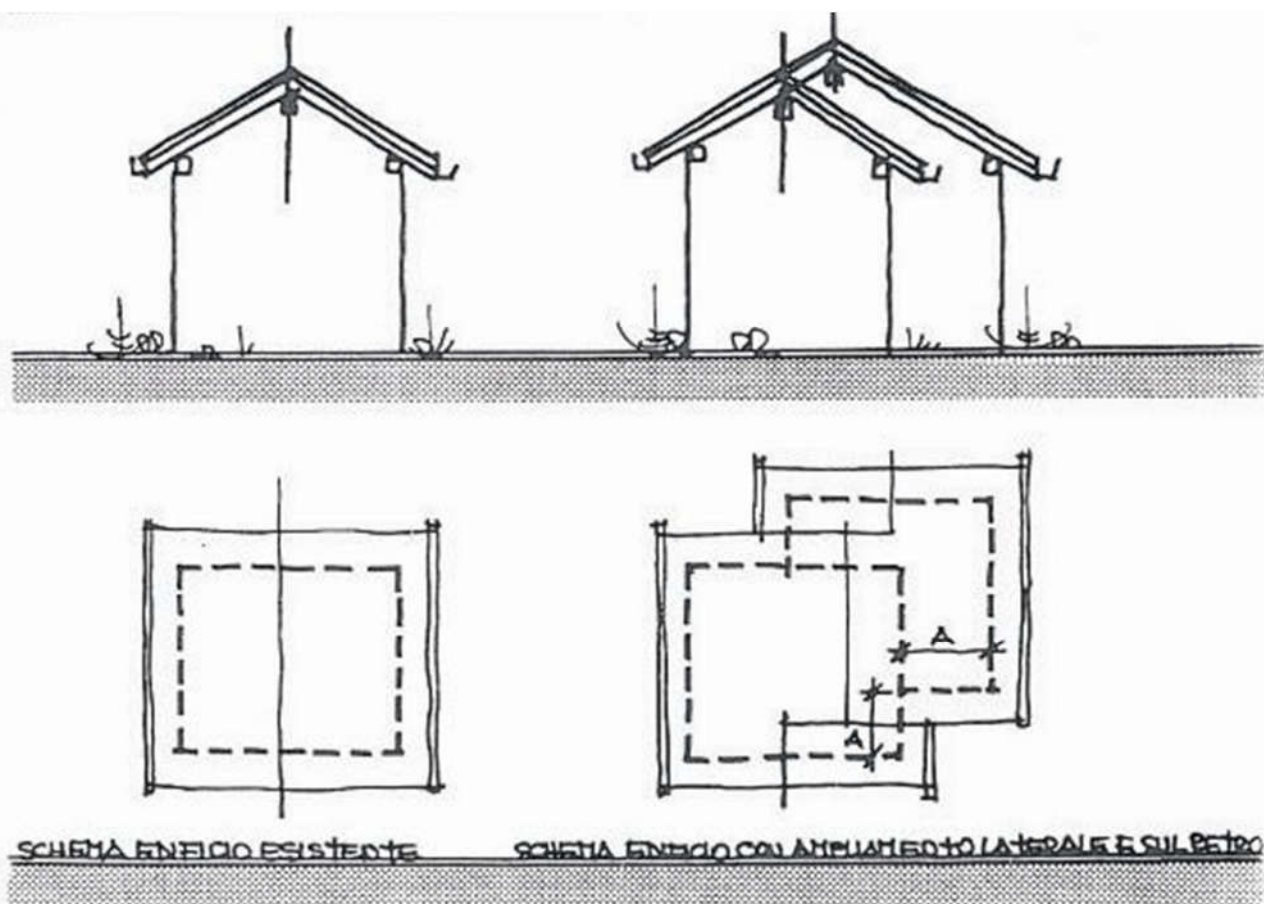 A
A
SCHEMA EDIFICIO ESISTENTE
SCHEMA EDIFICIO CON AMPLIAMENTO LATERALE E SUL RETRO